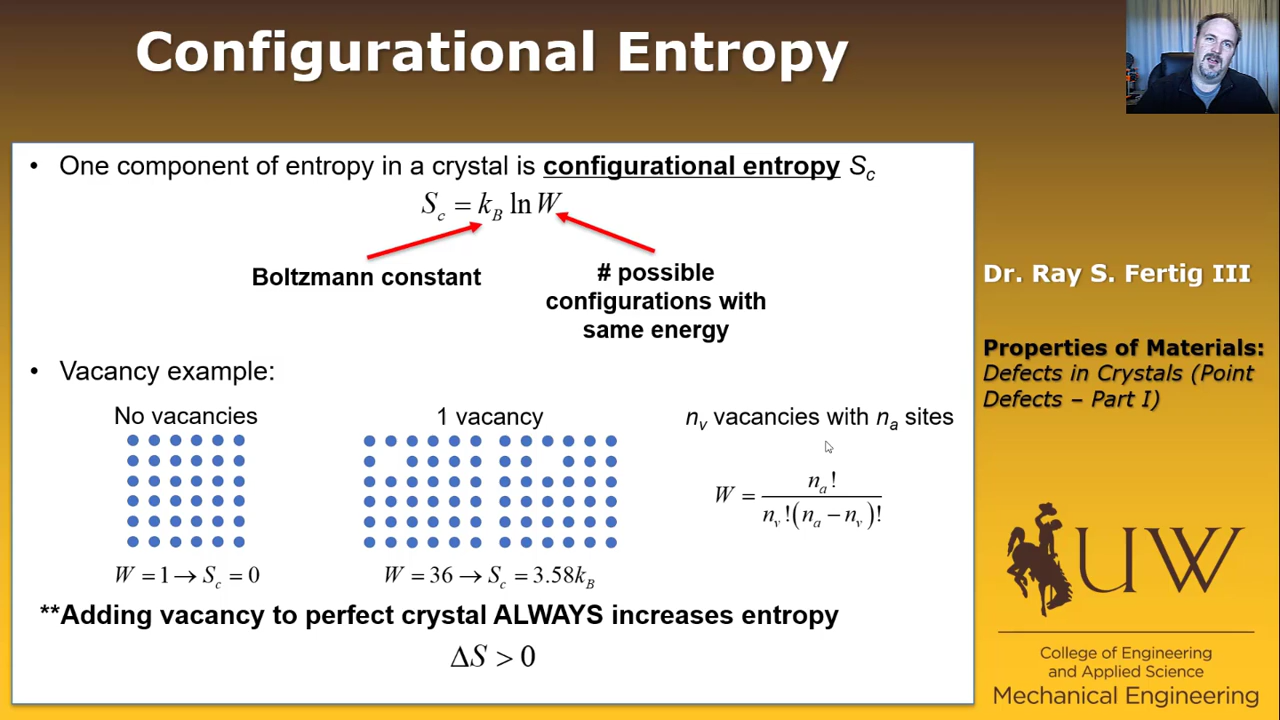 Configurational Entropy
• One component of entropy in a crystal is configurational entropy S_c
S_c = k_B ln W
Boltzmann constant
# possible
configurations with
same energy
• Vacancy example:
No vacancies
1 vacancy
n_v vacancies with n_a sites
W = n_a! / (n_v!(n_a − n_v)!)
W = 1 → S_c = 0
W = 36 → S_c = 3.58k_B
**Adding vacancy to perfect crystal ALWAYS increases entropy
ΔS > 0
Dr. Ray S. Fertig III
Properties of Materials:
Defects in Crystals (Point
Defects – Part I)
UW
College of Engineering
and Applied Science
Mechanical Engineering